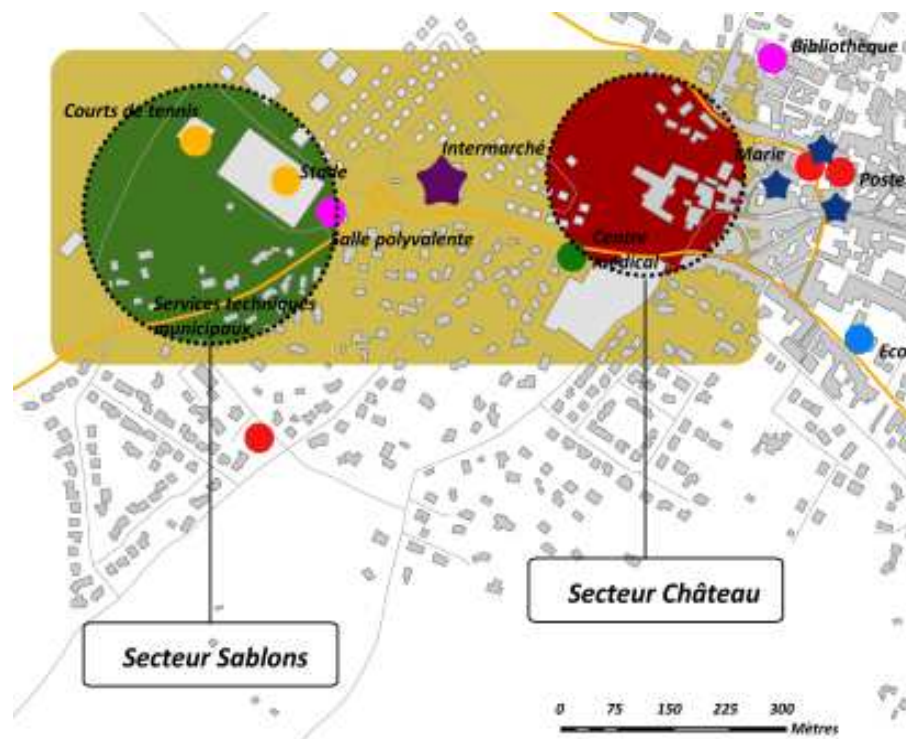 Bibliothèque
Courts de tennis
Intermarché
Marie
Stade
Poste
Salle polyvalente
Centre
médical
Services techniques
municipaux
Eco
Secteur Château
Secteur Sablons
0 75 150 225 300
Mètres